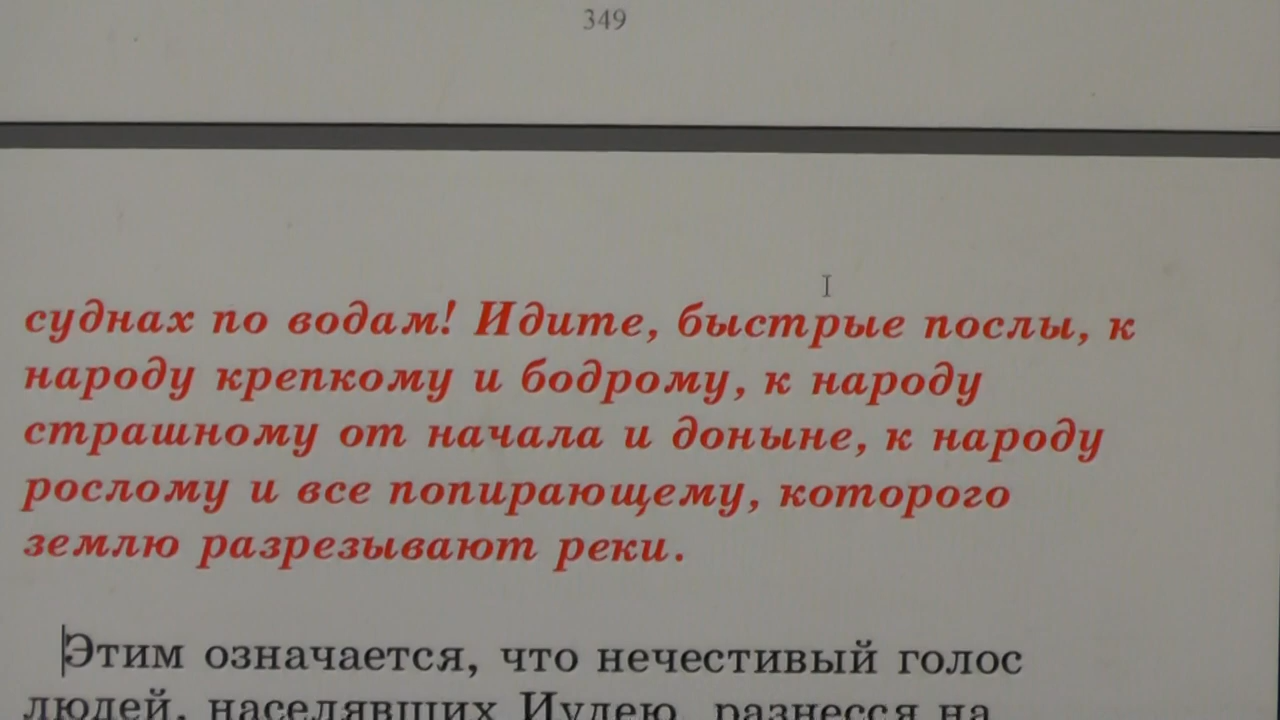 349
суднах по водам! Идите, быстрые послы, к
народу крепкому и бодрому, к народу
страшному от начала и доныне, к народу
рослому и все попирающему, которого
землю разрезывают реки.
Этим означается, что нечестивый голос
людей, населявших Иудею, разнесся на